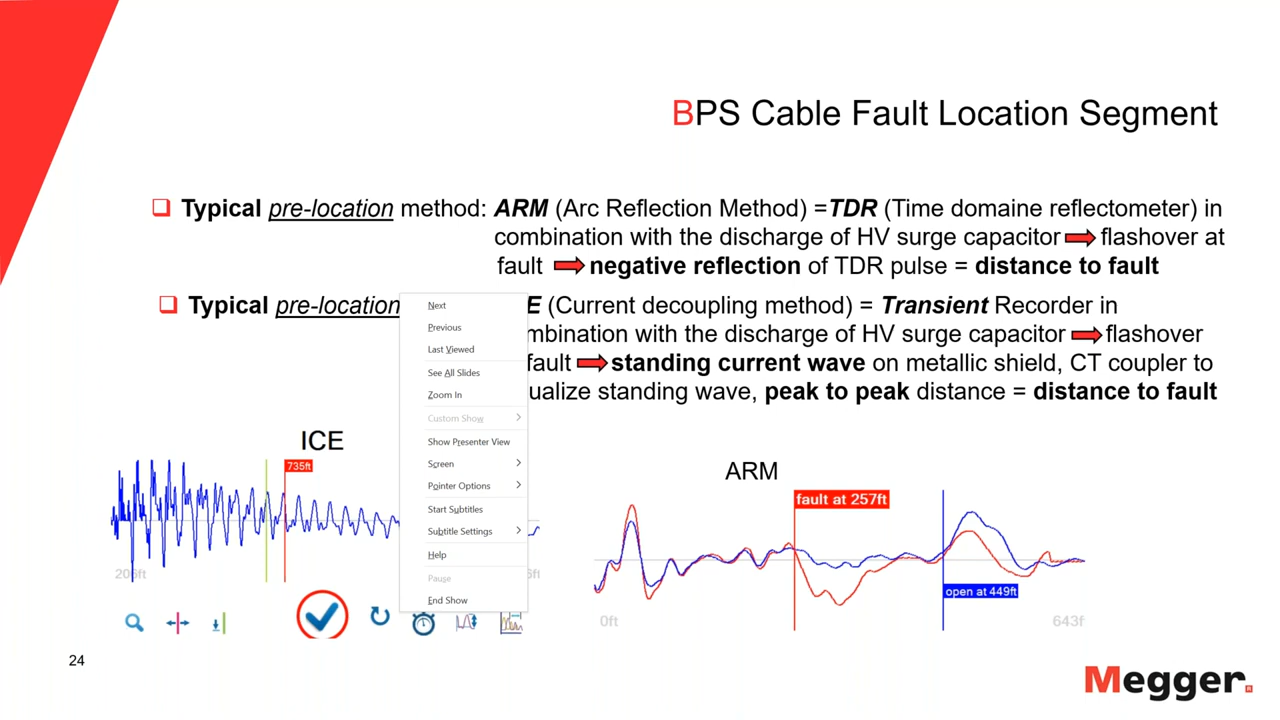 BPS Cable Fault Location Segment
Typical pre-location method: ARM (Arc Reflection Method) =TDR (Time domaine reflectometer) in
combination with the discharge of HV surge capacitor flashover at
fault negative reflection of TDR pulse = distance to fault
Typical pre-location E (Current decoupling method) = Transient Recorder in
mbination with the discharge of HV surge capacitor flashover
fault standing current wave on metallic shield, CT coupler to
ualize standing wave, peak to peak distance = distance to fault
Next
Previous
Last Viewed
See All Slides
Zoom In
Custom Show
Show Presenter View
Screen
Pointer Options
Start Subtitles
Subtitle Settings
Help
Pause
End Show
ICE
735ft
206ft
ARM
fault at 257ft
open at 449ft
0ft
643f
24
Megger